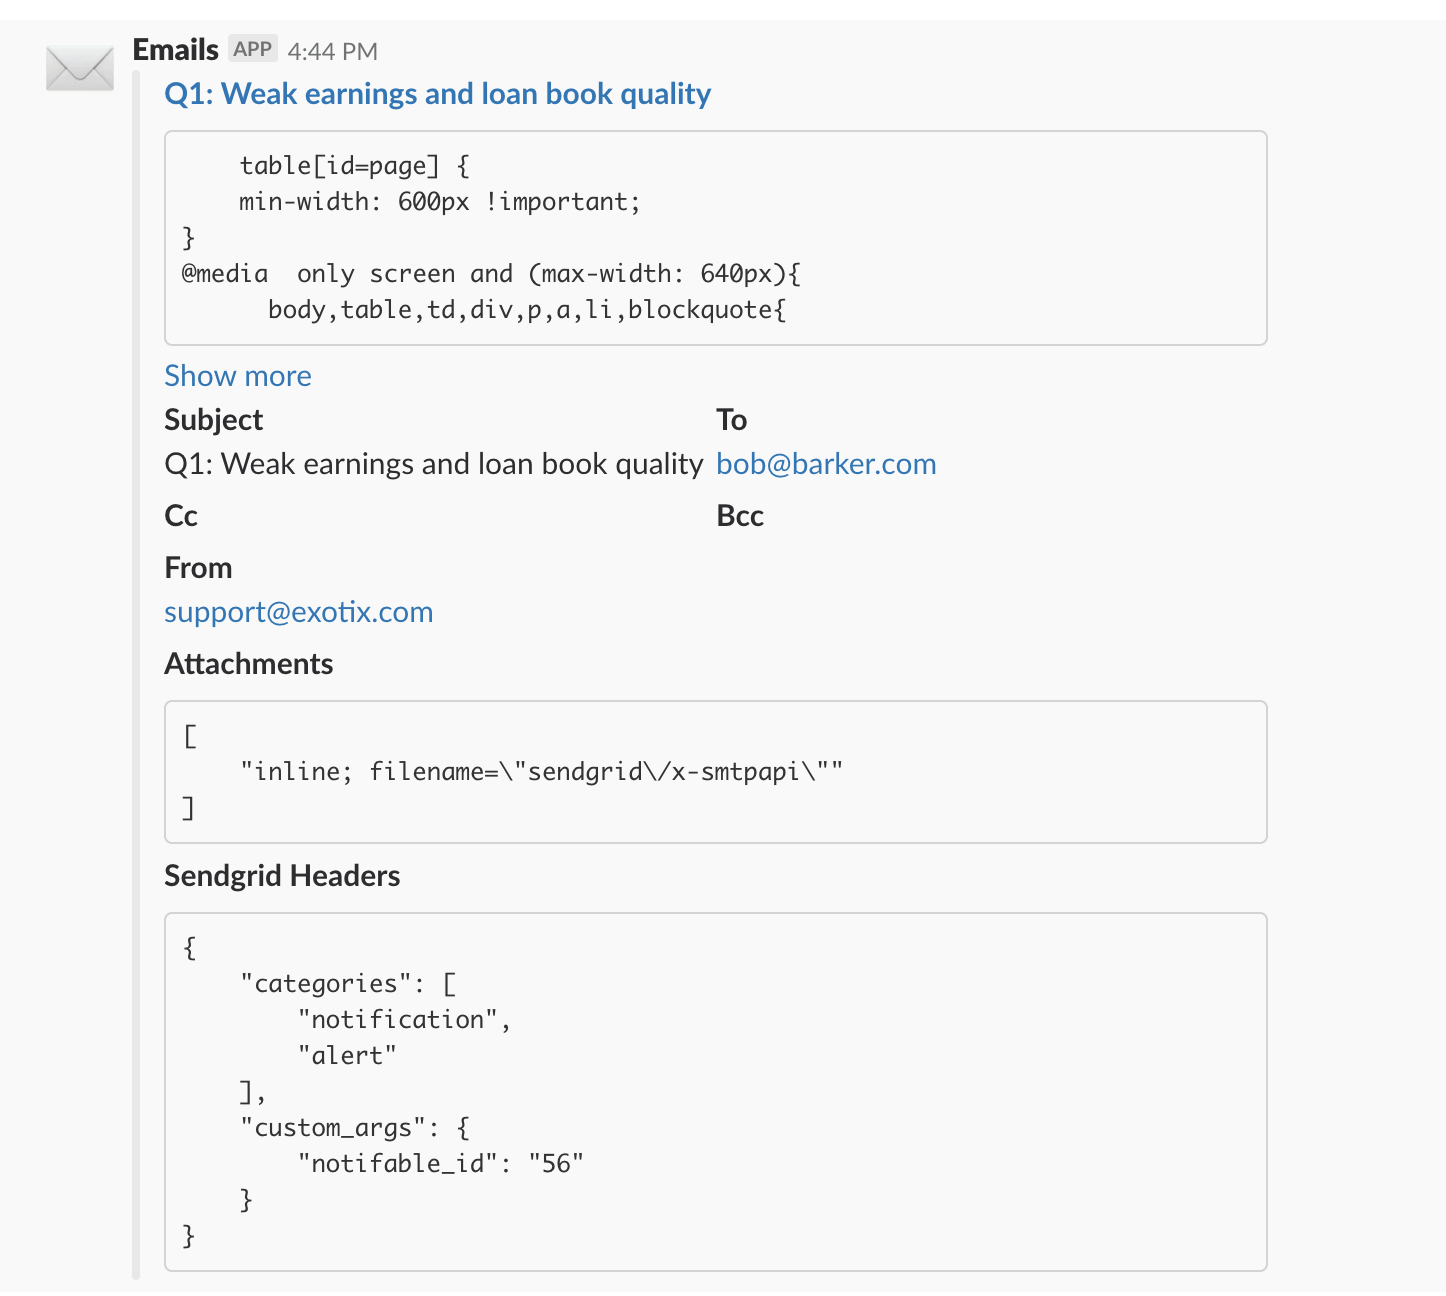 Emails APP 4:44 PM
Q1: Weak earnings and loan book quality
    table[id=page] {
    min-width: 600px !important;
}
@media  only screen and (max-width: 640px){
      body,table,td,div,p,a,li,blockquote{
Show more
Subject To
Q1: Weak earnings and loan book quality bob@barker.com
Cc Bcc
From
support@exotix.com
Attachments
[
    "inline; filename=\"sendgrid\/x-smtpapi\""
]
Sendgrid Headers
{
    "categories": [
        "notification",
        "alert"
    ],
    "custom_args": {
        "notifable_id": "56"
    }
}